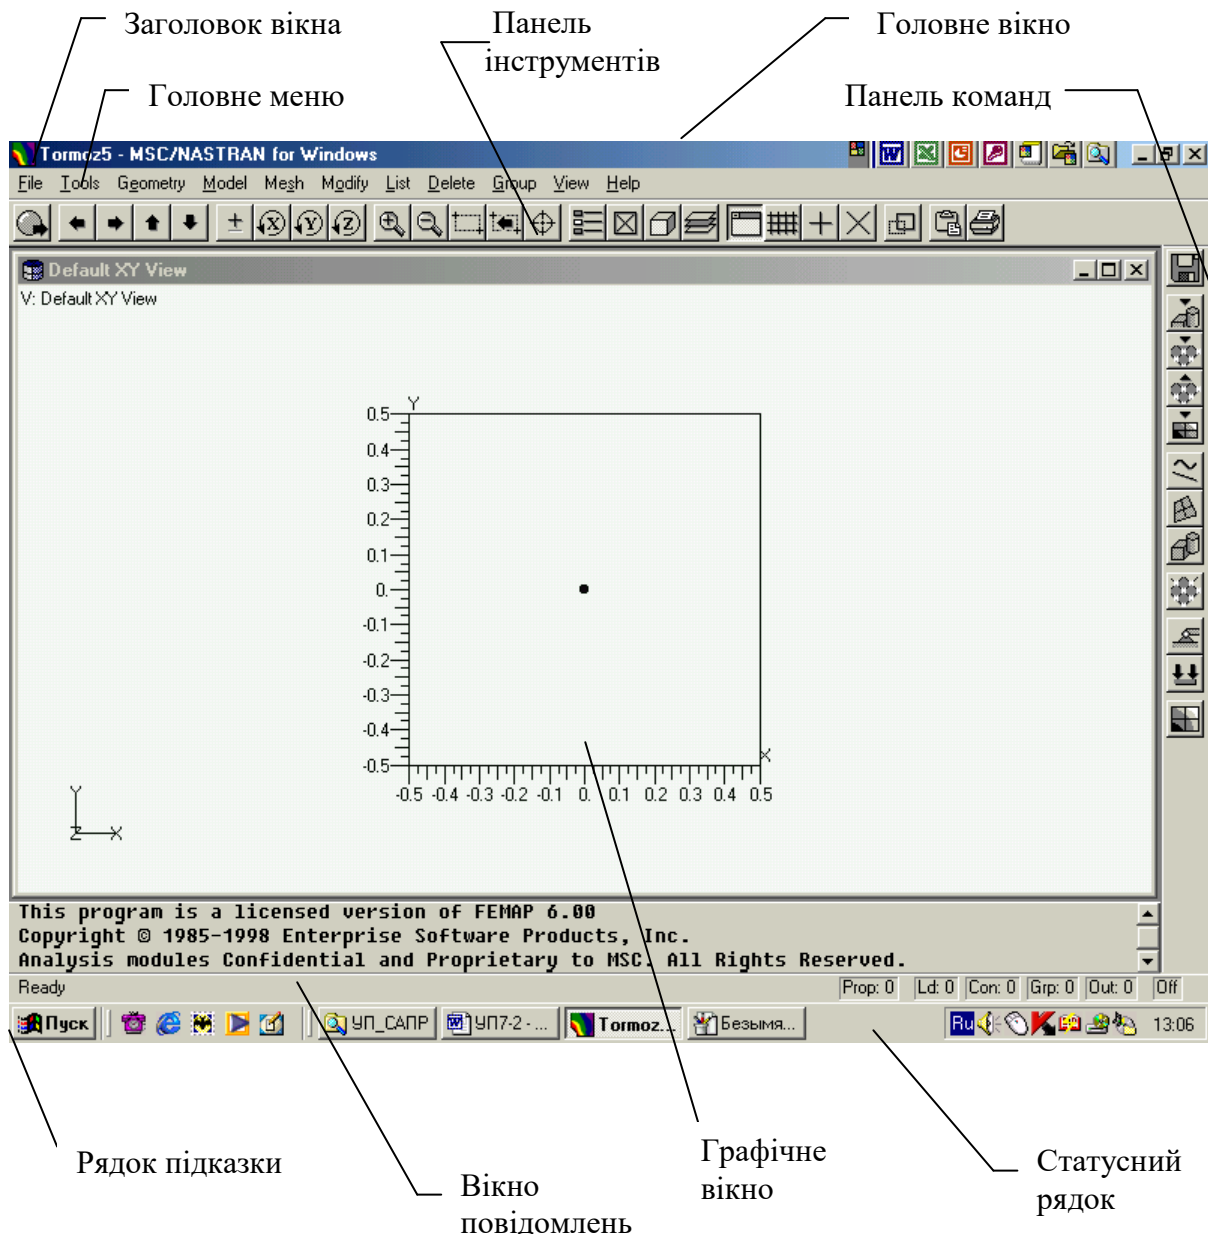 Заголовок вікна
Панель
інструментів
Головне вікно
Головне меню
Панель команд
Tormoz5 - MSC/NASTRAN for Windows
File Tools Geometry Model Mesh Modify List Delete Group View Help
Default XY View
V: Default XY View
Y
0.5
0.4
0.3
0.2
0.1
0.
-0.1
-0.2
-0.3
-0.4
-0.5
X
-0.5 -0.4 -0.3 -0.2 -0.1 0. 0.1 0.2 0.3 0.4 0.5
Y
Z X
This program is a licensed version of FEMAP 6.00
Copyright © 1985-1998 Enterprise Software Products, Inc.
Analysis modules Confidential and Proprietary to MSC. All Rights Reserved.
Ready Prop: 0 Ld: 0 Con: 0 Grp: 0 Out: 0 Off
Пуск УП_САПР УП7-2 - ... Tormoz... Безымя... Ru 13:06
Рядок підказки
Вікно
повідомлень
Графічне
вікно
Статусний
рядок